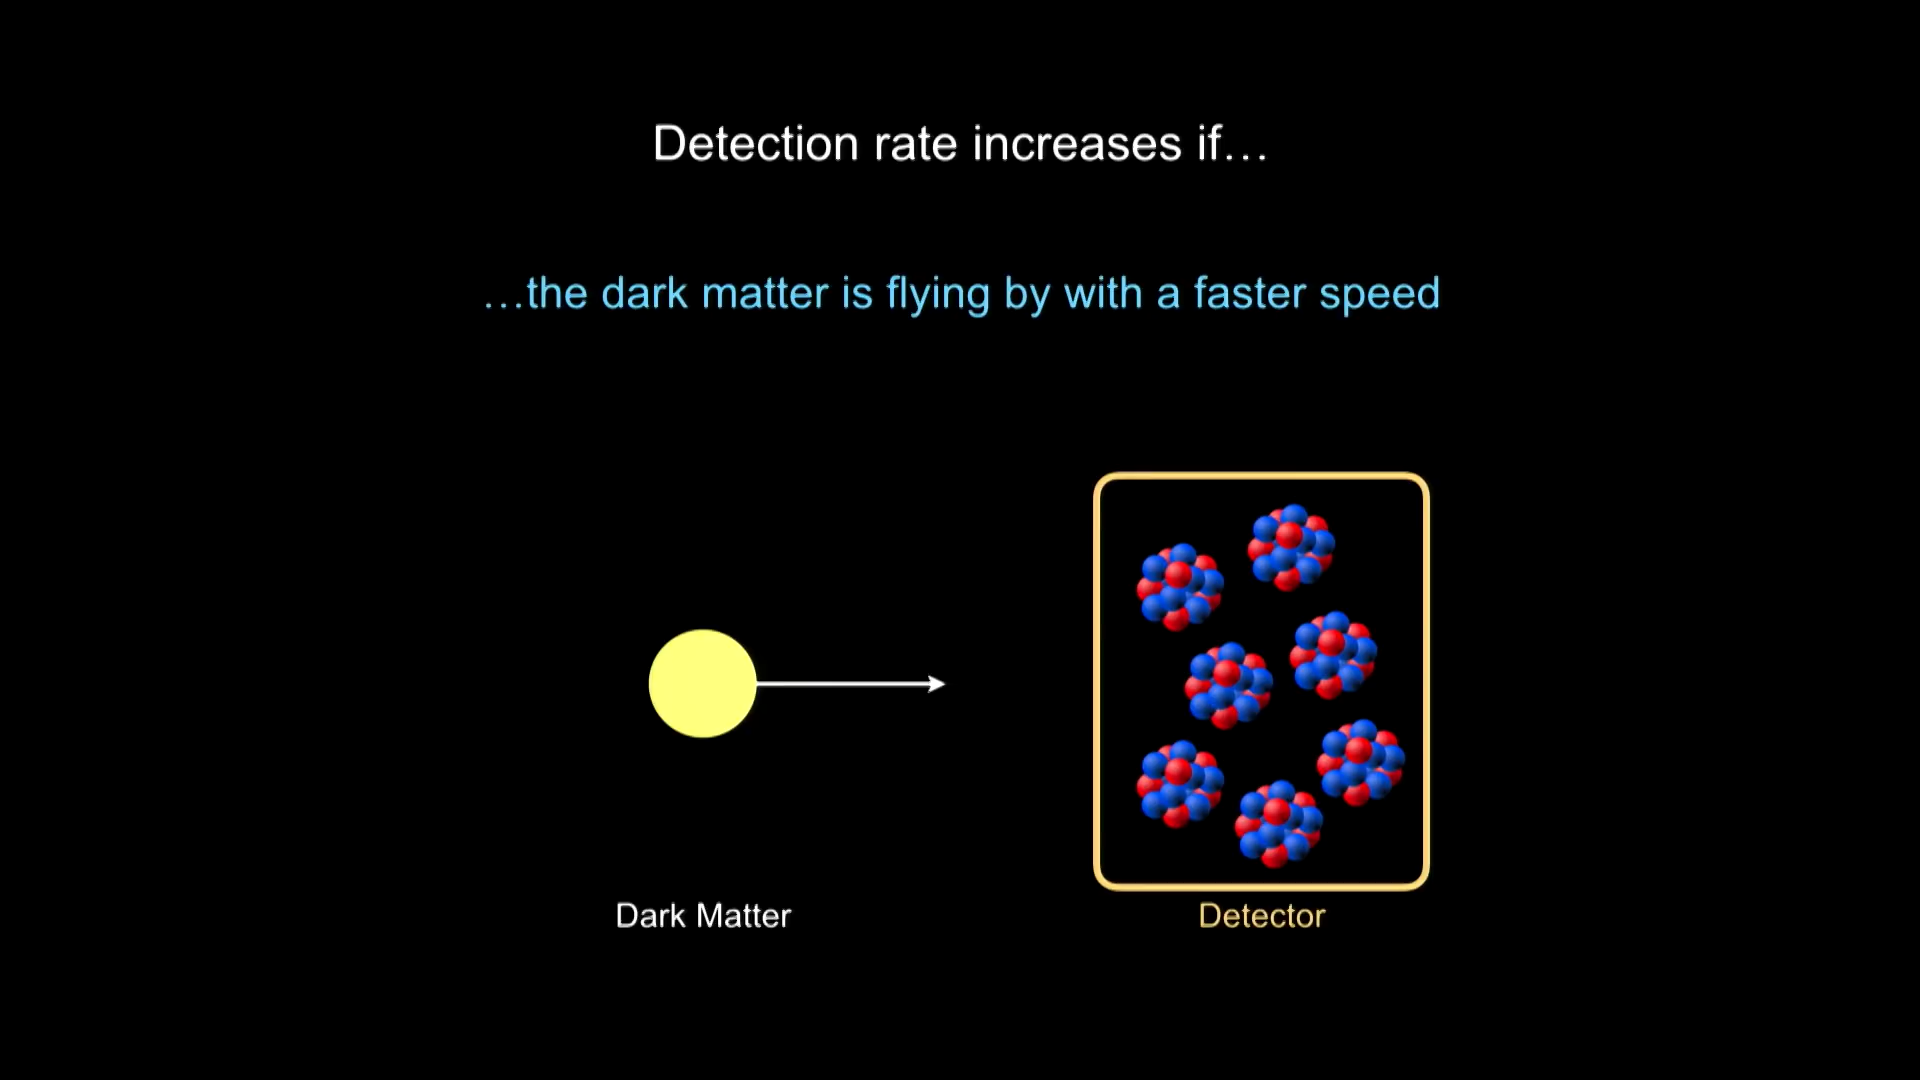 Detection rate increases if…
…the dark matter is flying by with a faster speed
Dark Matter
Detector